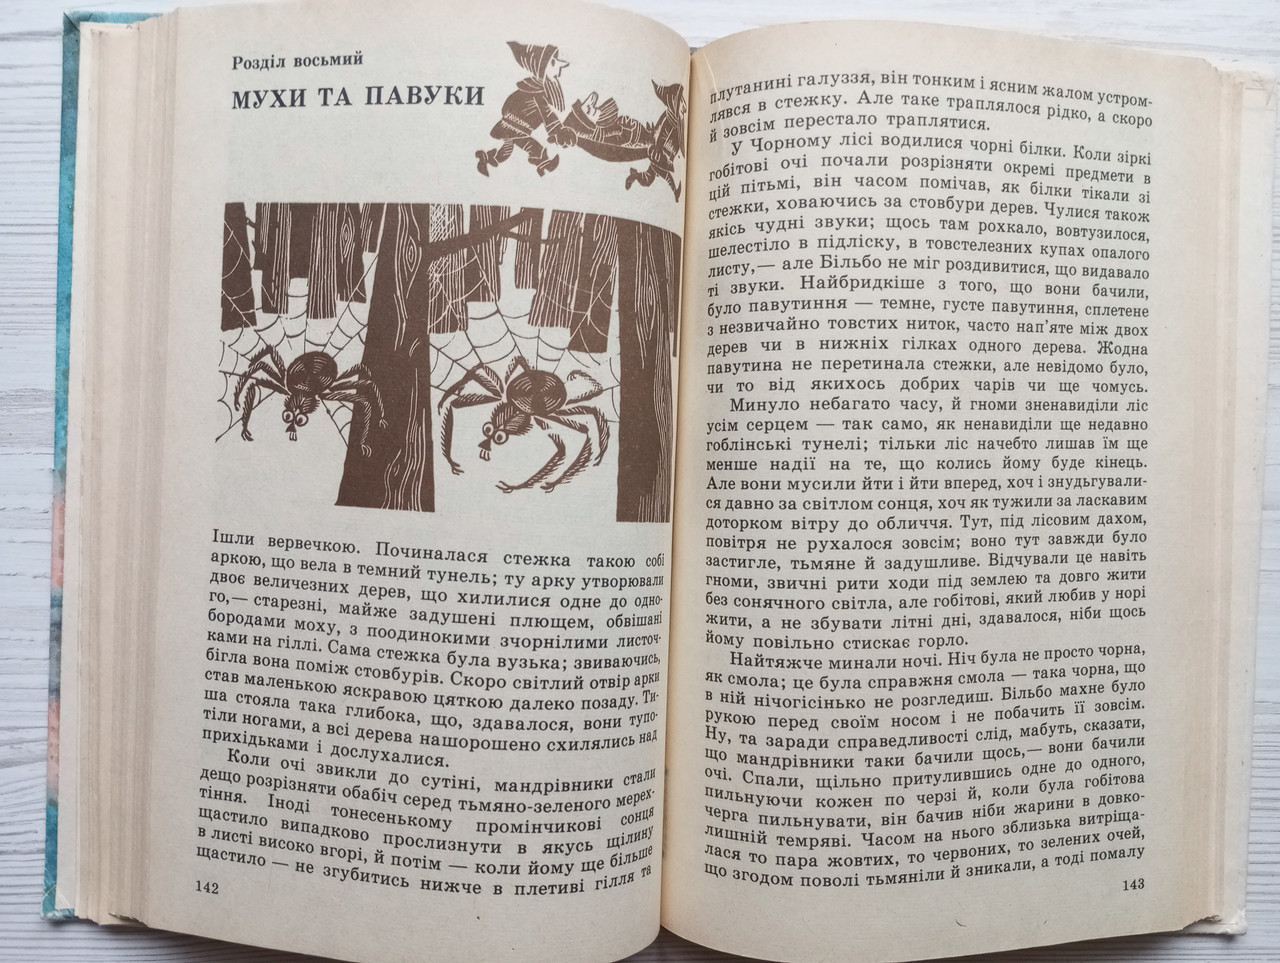 Розділ восьмий
МУХИ ТА ПАВУКИ
Ішли вервечкою. Починалася стежка такою собі
аркою, що вела в темний тунель; ту арку утворювали
двоє величезних дерев, що хилилися одне до одно-
го,— старезні, майже задушені плющем, обвішані
бородами моху, з поодинокими зчорнілими листоч-
ками на гіллі. Сама стежка була вузька; звиваючись,
бігла вона поміж стовбурів. Скоро світлий отвір арки
став маленькою яскравою цяткою далеко позаду. Ти-
ша стояла така глибока, що, здавалося, вони тупо-
тіли ногами, а всі дерева нашорошено схилялись над
прихідьками і дослухалися.
Коли очі звикли до сутіні, мандрівники стали
дещо розрізняти обабіч серед тьмяно-зеленого мерех-
тіння. Іноді тонесенькому промінчикові сонця
щастило випадково прослизнути в якусь щілину
в листі високо вгорі, й потім — коли йому ще більше
щастило — не згубитись нижче в плетиві гілля та
142
плутанині галуззя, він тонким і ясним жалом устром-
лявся в стежку. Але таке траплялося рідко, а скоро
й зовсім перестало траплятися.
У Чорному лісі водилися чорні білки. Коли зіркі
гобітові очі почали розрізняти окремі предмети в
цій пітьмі, він часом помічав, як білки тікали зі
стежки, ховаючись за стовбури дерев. Чулися також
якісь чудні звуки; щось там рохкало, вовтузилося,
шелестіло в підліску, в товстелезних купах опалого
листу,— але Більбо не міг роздивитися, що видавало
ті звуки. Найбридкіше з того, що вони бачили,
було павутиння — темне, густе павутиння, сплетене
з незвичайно товстих ниток, часто нап'яте між двох
дерев чи в нижніх гілках одного дерева. Жодна
павутина не перетинала стежки, але невідомо було,
чи то від якихось добрих чарів чи ще чомусь.
Минуло небагато часу, й гноми зненавиділи ліс
усім серцем — так само, як ненавиділи ще недавно
гоблінські тунелі; тільки ліс начебто лишав їм ще
менше надії на те, що колись йому буде кінець.
Але вони мусили йти і йти вперед, хоч і знудьгували-
ся давно за світлом сонця, хоч як тужили за ласкавим
доторком вітру до обличчя. Тут, під лісовим дахом,
повітря не рухалося зовсім; воно тут завжди було
застигле, тьмяне й задушливе. Відчували це навіть
гноми, звичні рити ходи під землею та довго жити
без сонячного світла, але гобітові, який любив у норі
жити, а не збувати літні дні, здавалося, ніби щось
йому повільно стискає горло.
Найтяжче минали ночі. Ніч була не просто чорна,
як смола; це була справжня смола — така чорна, що
в ній нічогісінько не розгледиш. Більбо махне було
рукою перед своїм носом і не побачить її зовсім.
Ну, та заради справедливості слід, мабуть, сказати,
що мандрівники таки бачили щось,— вони бачили
очі. Спали, щільно притулившись одне до одного,
пильнуючи кожен по черзі й, коли була гобітова
черга пильнувати, він бачив ніби жарини в довко-
лишній темряві. Часом на нього зблизька витріща-
лася то пара жовтих, то червоних, то зелених очей,
що згодом поволі тьмяніли й зникали, а тоді помалу
143